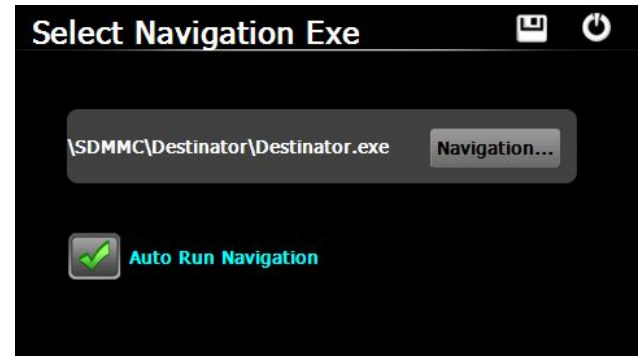 Select Navigation Exe
\SDMMC\Destinator\Destinator.exe
Navigation...
Auto Run Navigation